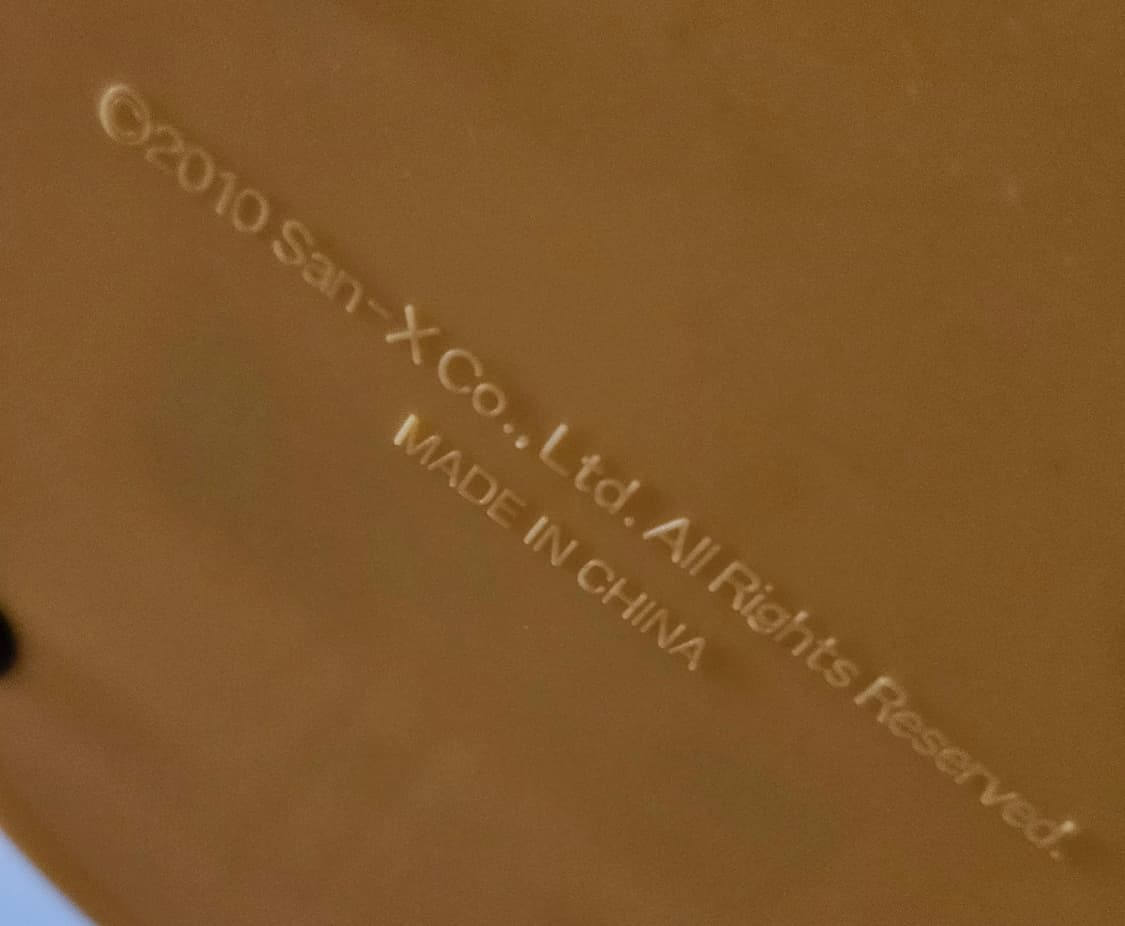 ©2010 San-X Co., Ltd. All Rights Reserved.
MADE IN CHINA